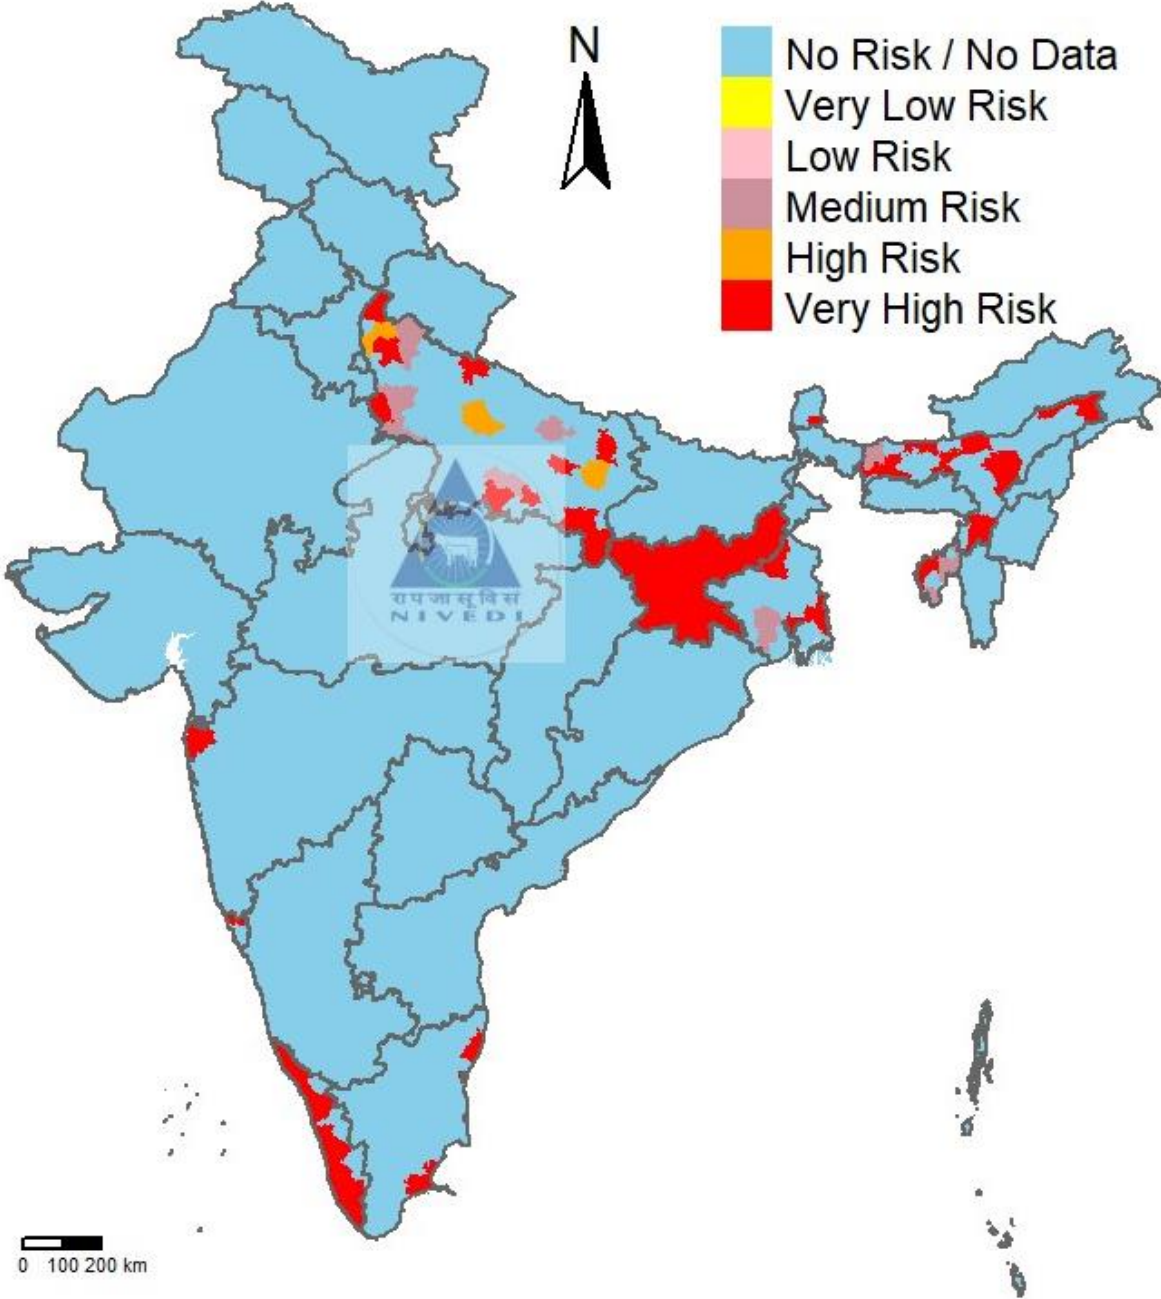 N
No Risk / No Data
Very Low Risk
Low Risk
Medium Risk
High Risk
Very High Risk
रापजासूविसं
NIVEDI
0 100 200 km